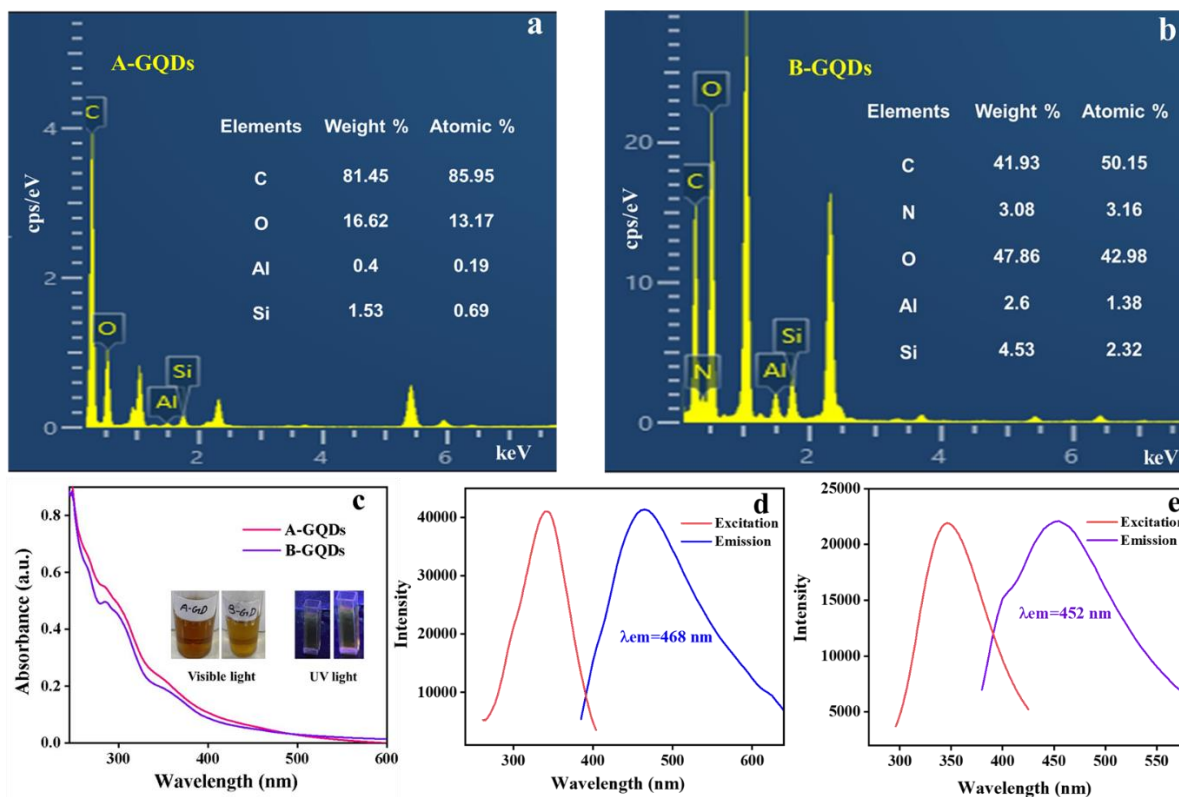 a
A-GQDs
C
O
Al
Si
Elements Weight % Atomic %
C 81.45 85.95
O 16.62 13.17
Al 0.4 0.19
Si 1.53 0.69
cps/eV
4
2
0
2 4 6
keV
b
B-GQDs
O
C
N
Al
Si
Elements Weight % Atomic %
C 41.93 50.15
N 3.08 3.16
O 47.86 42.98
Al 2.6 1.38
Si 4.53 2.32
cps/eV
20
10
0
2 4 6
keV
c
A-GQDs
B-GQDs
A-GD
B-GD
Visible light UV light
Absorbance (a.u.)
0.8
0.6
0.4
0.2
0.0
300 400 500 600
Wavelength (nm)
d
Excitation
Emission
λem=468 nm
Intensity
40000
30000
20000
10000
300 400 500 600
Wavelength (nm)
e
Excitation
Emission
λem=452 nm
Intensity
25000
20000
15000
10000
5000
300 350 400 450 500 550
Wavelength (nm)